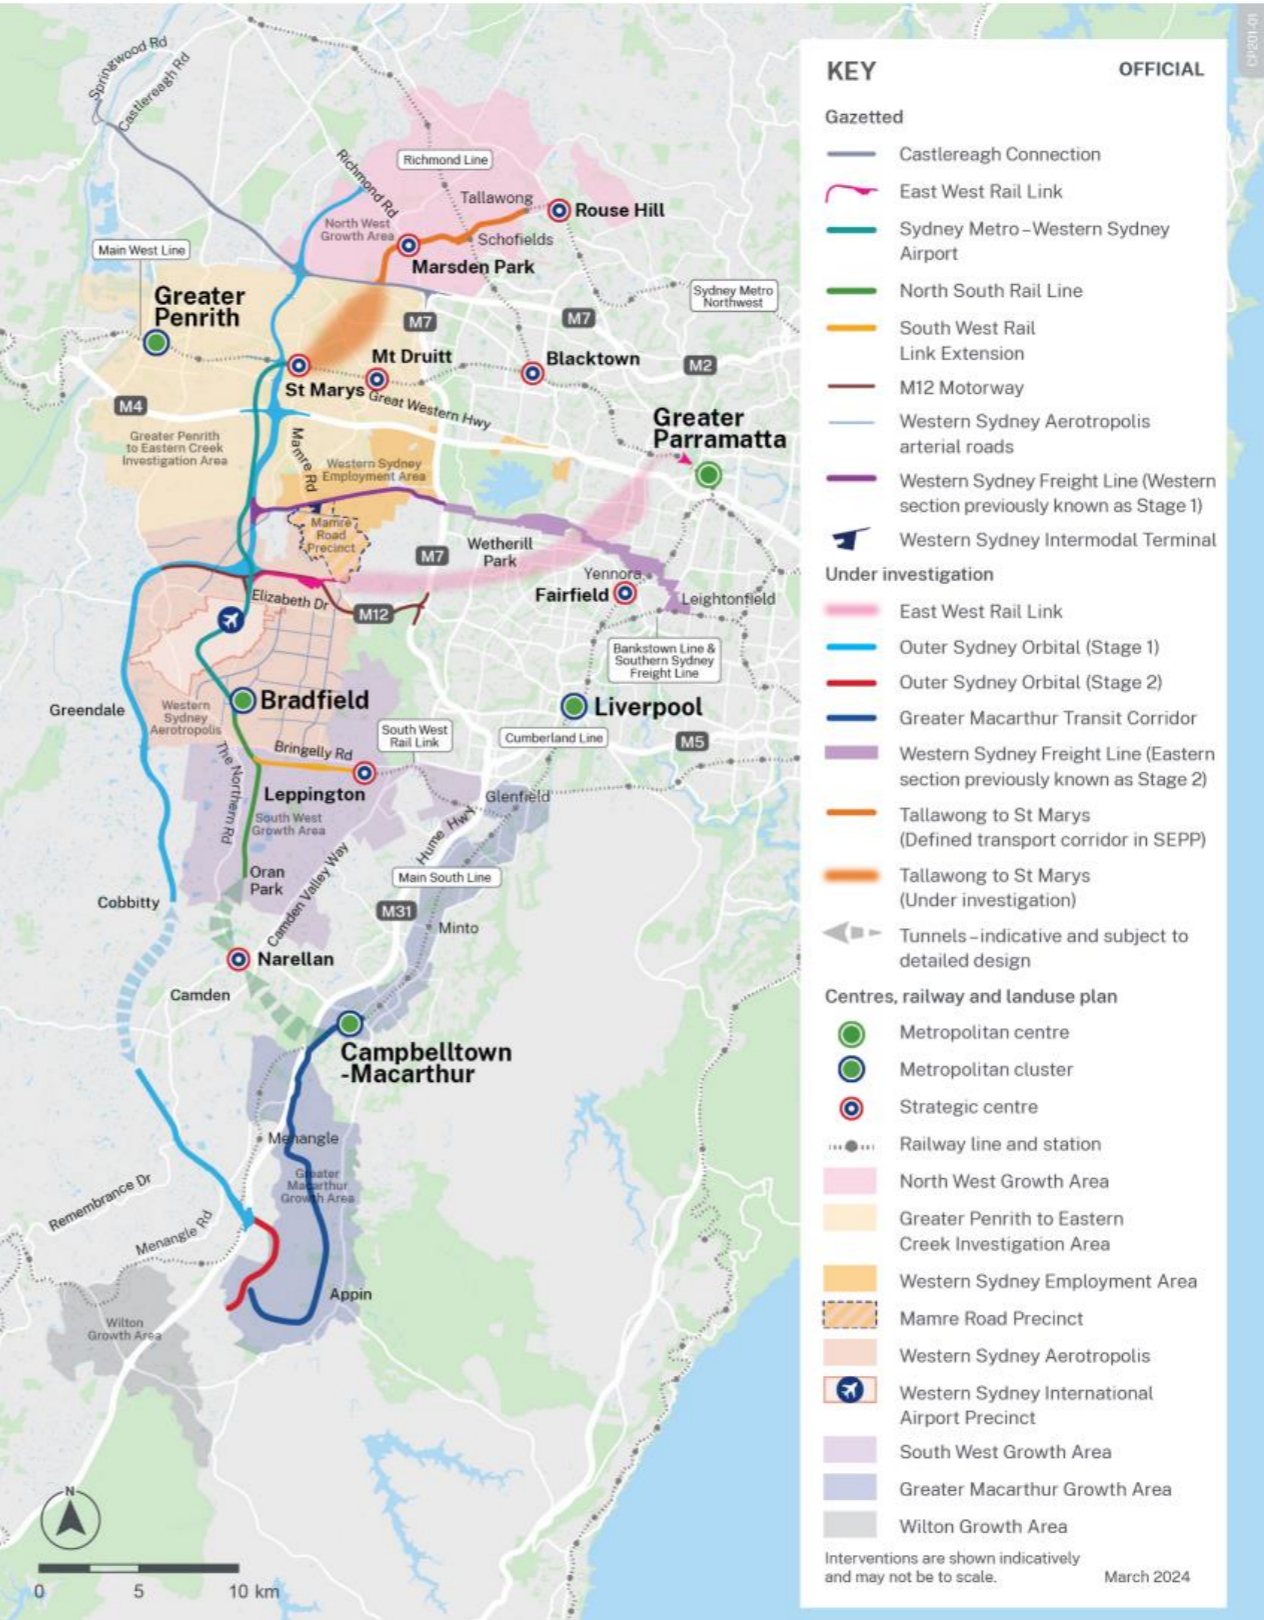 CP201-01
Springwood Rd
Castlereagh Rd
Richmond Rd
Richmond Line
Tallawong
Rouse Hill
North West
Growth Area
Schofields
Marsden Park
Main West Line
Greater
Penrith
Sydney Metro
Northwest
M7
M7
Mt Druitt
Blacktown
M2
St Marys
Great Western Hwy
M4
Greater
Parramatta
Greater Penrith
to Eastern Creek
Investigation Area
Mamre Rd
Western Sydney
Employment Area
Mamre
Road
Precinct
M7
Wetherill
Park
Yennora
Fairfield
Leightonfield
Elizabeth Dr
M12
Bankstown Line &
Southern Sydney
Freight Line
Bradfield
Liverpool
Greendale
Western
Sydney
Aerotropolis
South West
Rail Link
Cumberland Line
M5
The Northern Rd
Bringelly Rd
Leppington
Glenfield
South West
Growth Area
Hume Hwy
Oran
Park
Camden Valley Way
Main South Line
Cobbitty
M31
Minto
Narellan
Camden
Campbelltown
-Macarthur
Menangle
Greater
Macarthur
Growth Area
Remembrance Dr
Menangle Rd
Appin
Wilton
Growth Area
N
0 5 10 km
KEY OFFICIAL
Gazetted
Castlereagh Connection
East West Rail Link
Sydney Metro – Western Sydney
Airport
North South Rail Line
South West Rail
Link Extension
M12 Motorway
Western Sydney Aerotropolis
arterial roads
Western Sydney Freight Line (Western
section previously known as Stage 1)
Western Sydney Intermodal Terminal
Under investigation
East West Rail Link
Outer Sydney Orbital (Stage 1)
Outer Sydney Orbital (Stage 2)
Greater Macarthur Transit Corridor
Western Sydney Freight Line (Eastern
section previously known as Stage 2)
Tallawong to St Marys
(Defined transport corridor in SEPP)
Tallawong to St Marys
(Under investigation)
Tunnels – indicative and subject to
detailed design
Centres, railway and landuse plan
Metropolitan centre
Metropolitan cluster
Strategic centre
Railway line and station
North West Growth Area
Greater Penrith to Eastern
Creek Investigation Area
Western Sydney Employment Area
Mamre Road Precinct
Western Sydney Aerotropolis
Western Sydney International
Airport Precinct
South West Growth Area
Greater Macarthur Growth Area
Wilton Growth Area
Interventions are shown indicatively
and may not be to scale.
March 2024